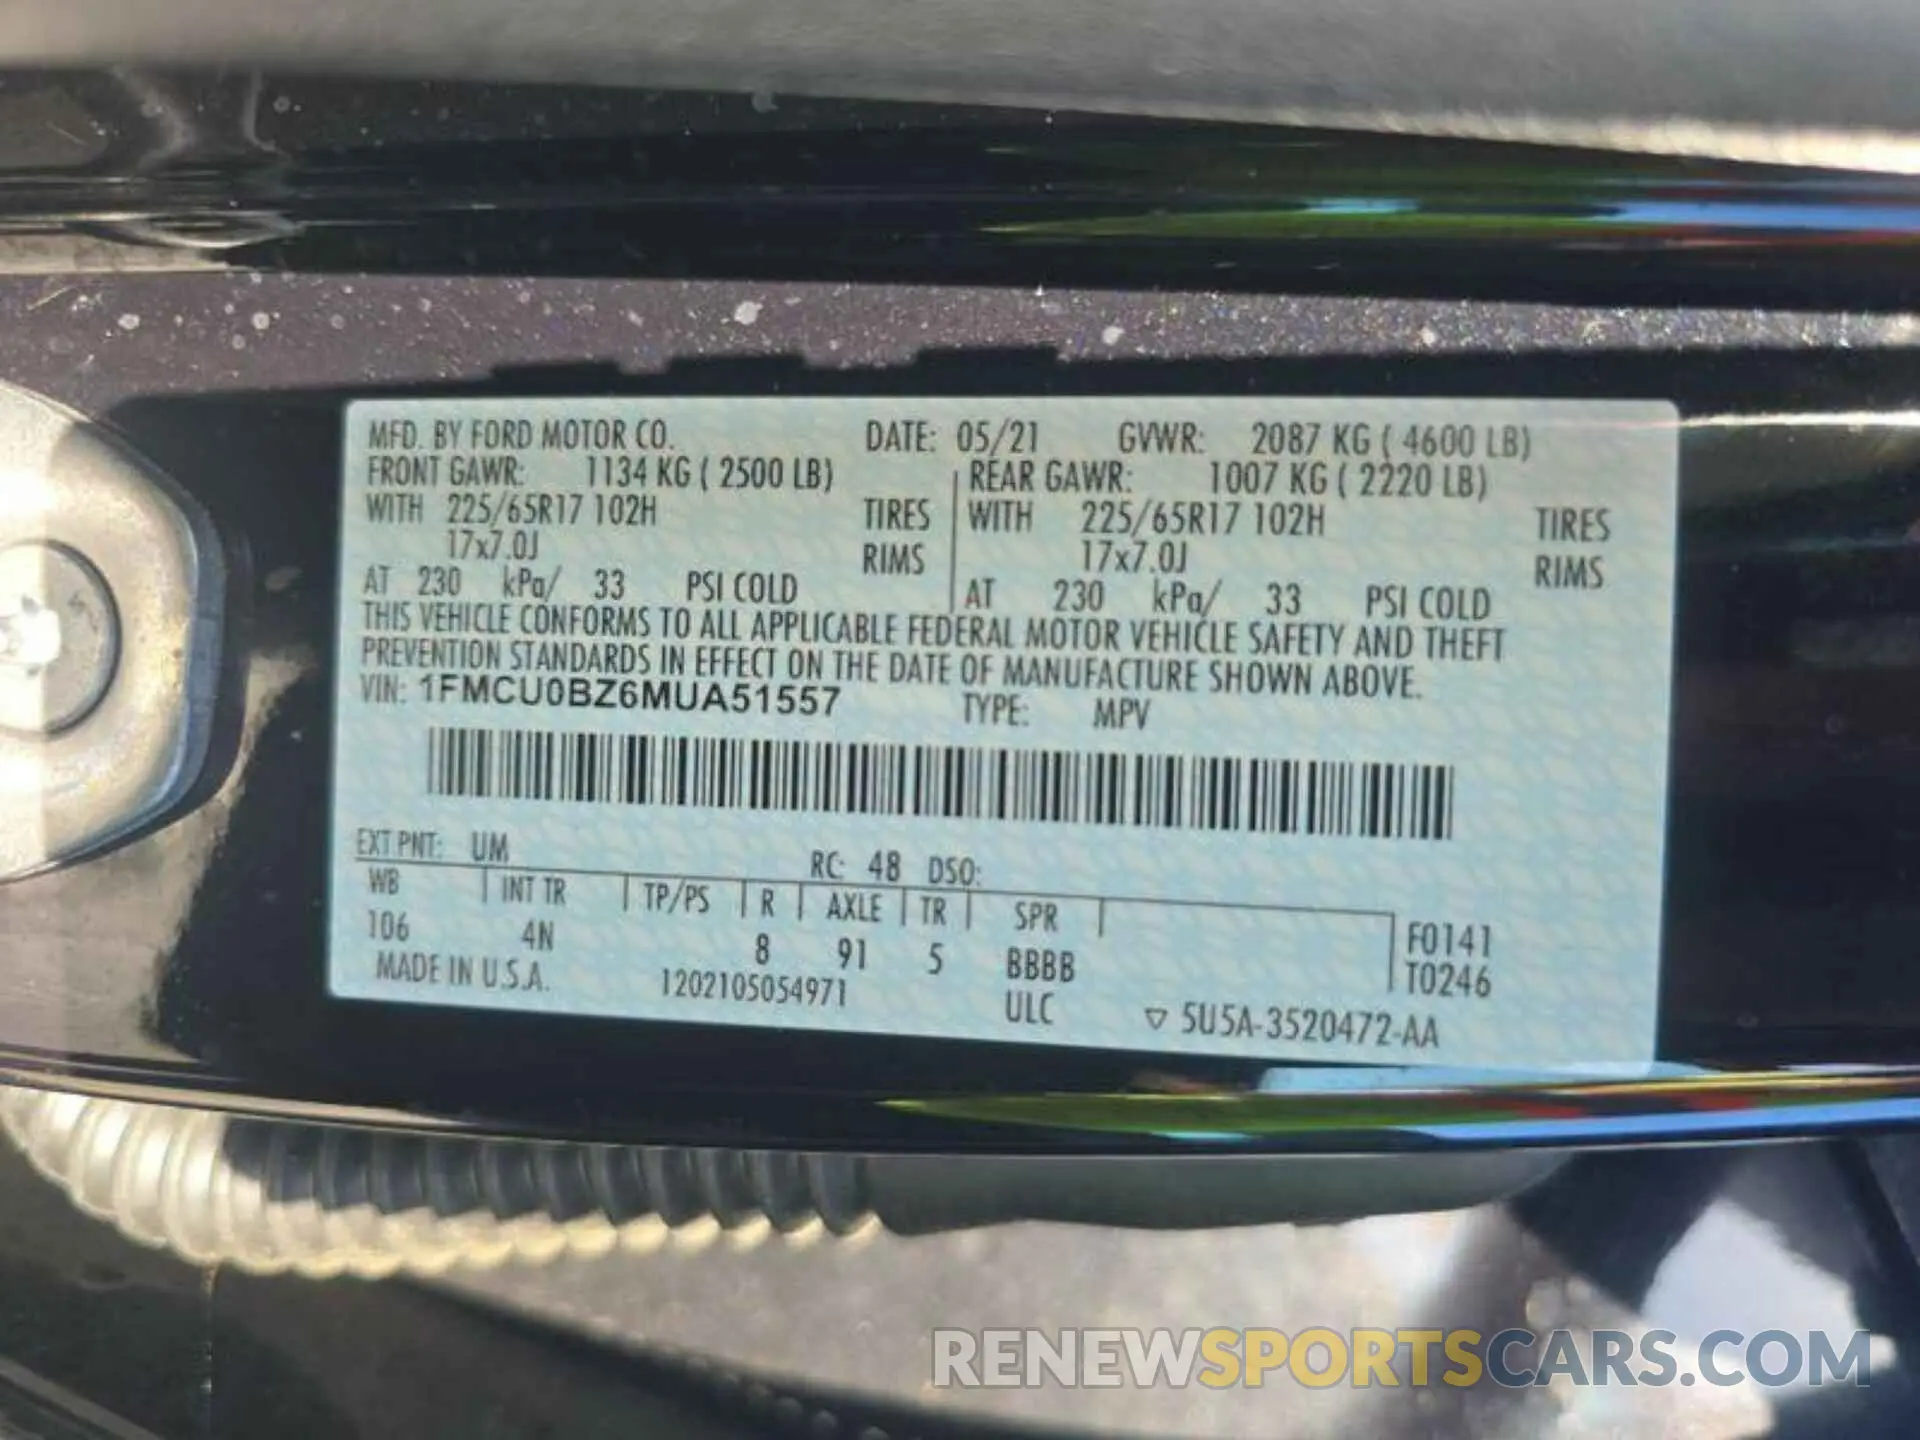 MFD. BY FORD MOTOR CO. DATE: 05/21 GVWR: 2087 KG ( 4600 LB)
FRONT GAWR: 1134 KG ( 2500 LB) REAR GAWR: 1007 KG ( 2220 LB)
WITH 225/65R17 102H TIRES WITH 225/65R17 102H TIRES
17x7.0J RIMS 17x7.0J RIMS
AT 230 kPa/ 33 PSI COLD AT 230 kPa/ 33 PSI COLD
THIS VEHICLE CONFORMS TO ALL APPLICABLE FEDERAL MOTOR VEHICLE SAFETY AND THEFT
PREVENTION STANDARDS IN EFFECT ON THE DATE OF MANUFACTURE SHOWN ABOVE.
VIN: 1FMCU0BZ6MUA51557 TYPE: MPV
EXT PNT: UM RC: 48 DSO:
WB INT TR TP/PS R AXLE TR SPR
106 4N 8 91 5 BBBB F0141
T0246
MADE IN U.S.A. 1202105054971 ULC ▽ 5U5A-3520472-AA
RENEWSPORTSCARS.COM